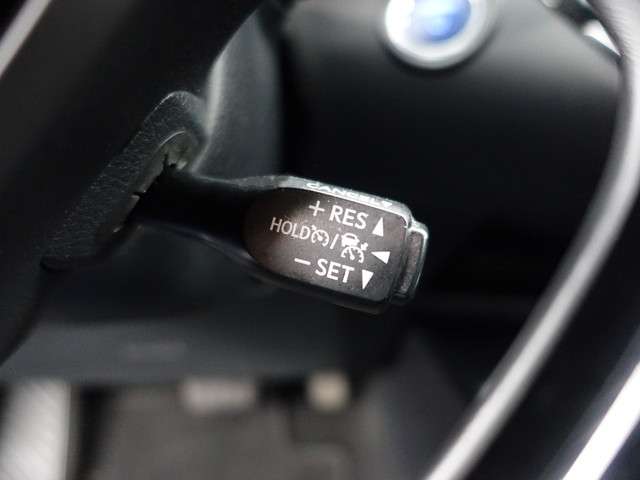 CANCEL
+ RES ▲
HOLD / ◀
− SET ▼